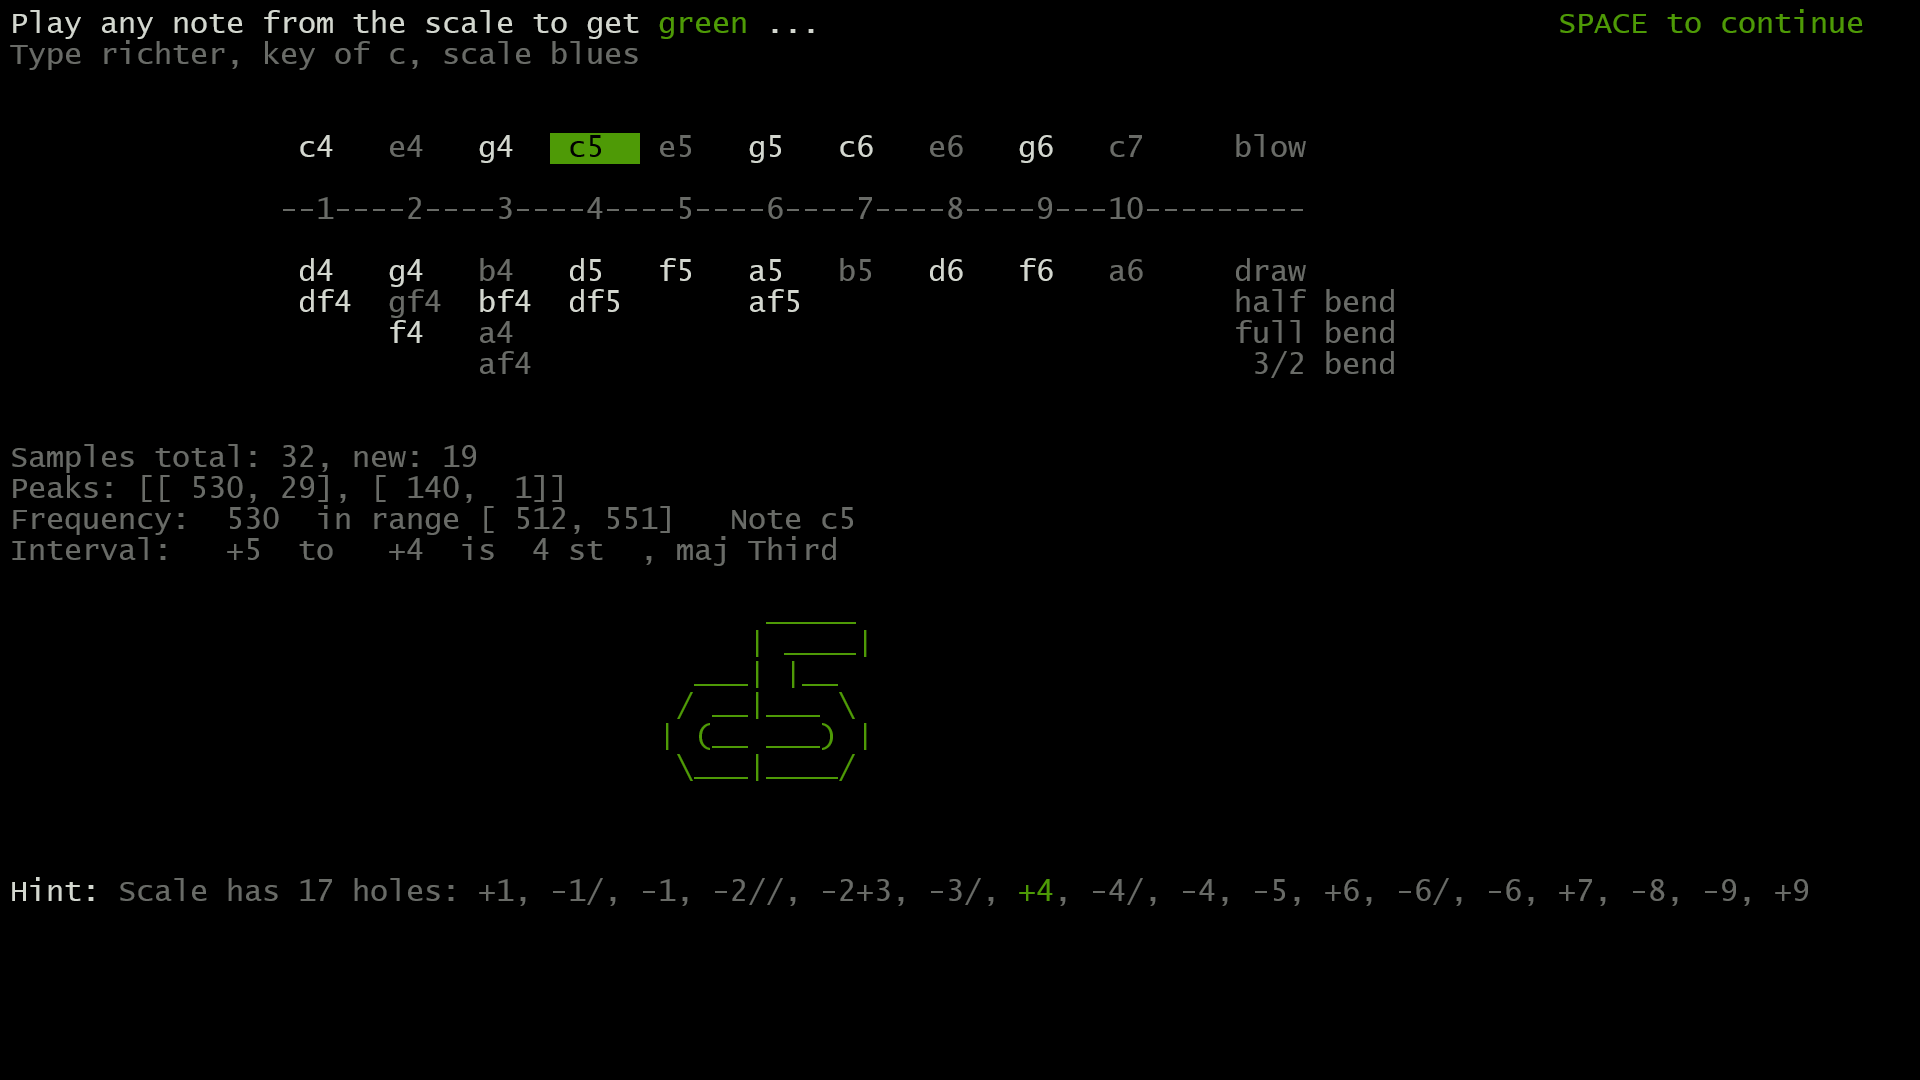 Play any note from the scale to get green ... SPACE to continue
Type richter, key of c, scale blues
c4 e4 g4 c5 e5 g5 c6 e6 g6 c7 blow
--1----2----3----4----5----6----7----8----9---10---------
d4 g4 b4 d5 f5 a5 b5 d6 f6 a6 draw
df4 gf4 bf4 df5 af5 half bend
f4 a4 full bend
af4 3/2 bend
Samples total: 32, new: 19
Peaks: [[ 530, 29], [ 140,  1]]
Frequency:  530  in range [ 512, 551]   Note c5
Interval:   +5  to   +4  is  4 st  , maj Third
c5
Hint: Scale has 17 holes: +1, -1/, -1, -2//, -2+3, -3/, +4, -4/, -4, -5, +6, -6/, -6, +7, -8, -9, +9